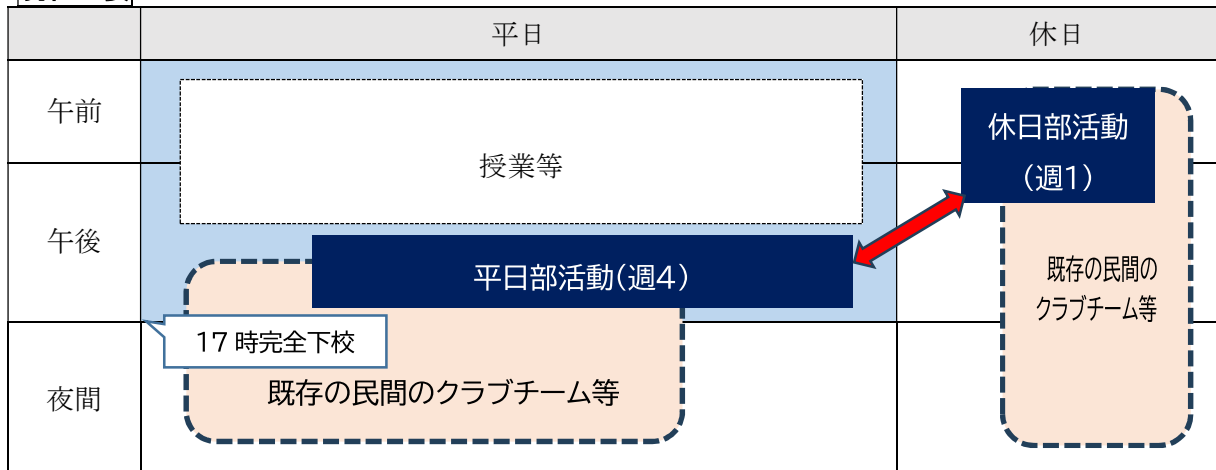 平日
休日
午前
授業等
休日部活動
(週1)
午後
平日部活動(週4)
既存の民間の
クラブチーム等
17時完全下校
夜間
既存の民間のクラブチーム等